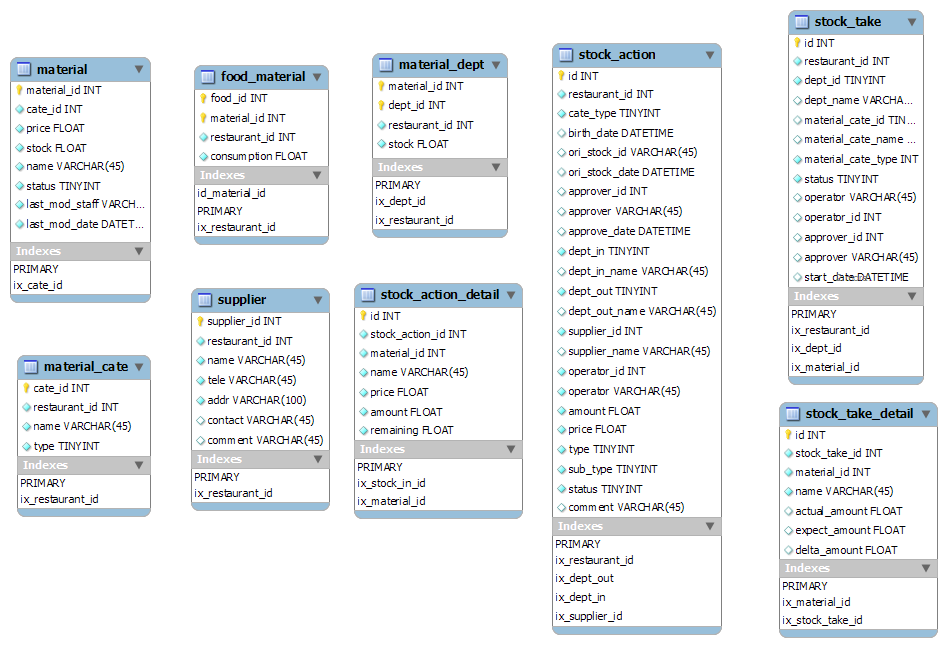 material
material_id INT
cate_id INT
price FLOAT
stock FLOAT
name VARCHAR(45)
status TINYINT
last_mod_staff VARCH...
last_mod_date DATET...
Indexes
PRIMARY
ix_cate_id
material_cate
cate_id INT
restaurant_id INT
name VARCHAR(45)
type TINYINT
Indexes
PRIMARY
ix_restaurant_id
food_material
food_id INT
material_id INT
restaurant_id INT
consumption FLOAT
Indexes
id_material_id
PRIMARY
ix_restaurant_id
supplier
supplier_id INT
restaurant_id INT
name VARCHAR(45)
tele VARCHAR(45)
addr VARCHAR(100)
contact VARCHAR(45)
comment VARCHAR(45)
Indexes
PRIMARY
ix_restaurant_id
material_dept
material_id INT
dept_id INT
restaurant_id INT
stock FLOAT
Indexes
PRIMARY
ix_dept_id
ix_restaurant_id
stock_action_detail
id INT
stock_action_id INT
material_id INT
name VARCHAR(45)
price FLOAT
amount FLOAT
remaining FLOAT
Indexes
PRIMARY
ix_stock_in_id
ix_material_id
stock_action
id INT
restaurant_id INT
cate_type TINYINT
birth_date DATETIME
ori_stock_id VARCHAR(45)
ori_stock_date DATETIME
approver_id INT
approver VARCHAR(45)
approve_date DATETIME
dept_in TINYINT
dept_in_name VARCHAR(45)
dept_out TINYINT
dept_out_name VARCHAR(45)
supplier_id INT
supplier_name VARCHAR(45)
operator_id INT
operator VARCHAR(45)
amount FLOAT
price FLOAT
type TINYINT
sub_type TINYINT
status TINYINT
comment VARCHAR(45)
Indexes
PRIMARY
ix_restaurant_id
ix_dept_out
ix_dept_in
ix_supplier_id
stock_take
id INT
restaurant_id INT
dept_id TINYINT
dept_name VARCHA...
material_cate_id TIN...
material_cate_name ...
material_cate_type INT
status TINYINT
operator VARCHAR(45)
operator_id INT
approver_id INT
approver VARCHAR(45)
start_date DATETIME
Indexes
PRIMARY
ix_restaurant_id
ix_dept_id
ix_material_id
stock_take_detail
id INT
stock_take_id INT
material_id INT
name VARCHAR(45)
actual_amount FLOAT
expect_amount FLOAT
delta_amount FLOAT
Indexes
PRIMARY
ix_material_id
ix_stock_take_id